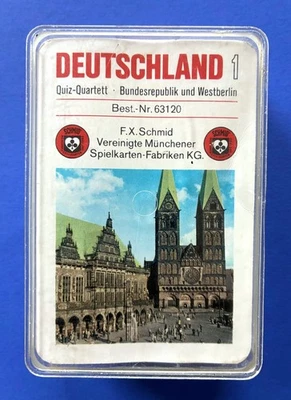 DEUTSCHLAND 1
Quiz-Quartett · Bundesrepublik und Westberlin
Best.-Nr. 63120
F.X. Schmid
Vereinigte Münchener
Spielkarten-Fabriken KG.